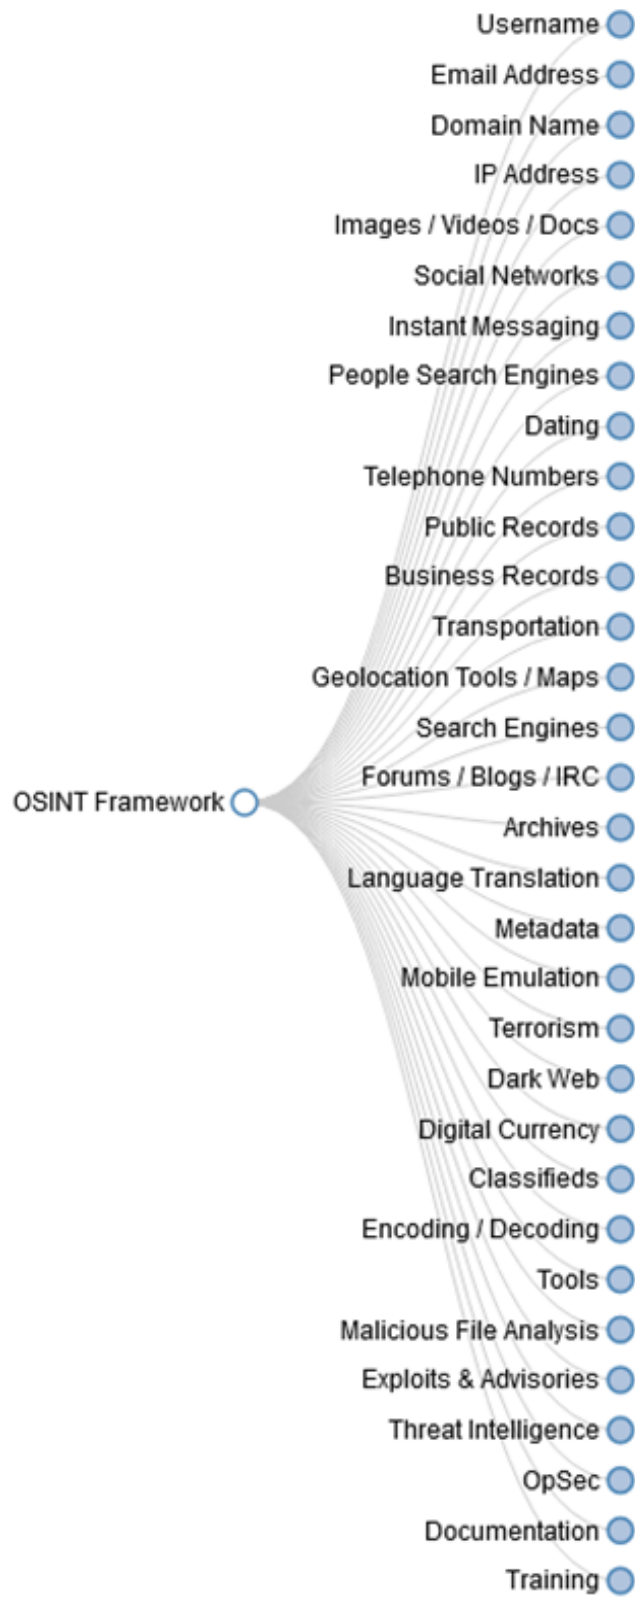 Username
Email Address
Domain Name
IP Address
Images / Videos / Docs
Social Networks
Instant Messaging
People Search Engines
Dating
Telephone Numbers
Public Records
Business Records
Transportation
Geolocation Tools / Maps
Search Engines
Forums / Blogs / IRC
OSINT Framework
Archives
Language Translation
Metadata
Mobile Emulation
Terrorism
Dark Web
Digital Currency
Classifieds
Encoding / Decoding
Tools
Malicious File Analysis
Exploits & Advisories
Threat Intelligence
OpSec
Documentation
Training